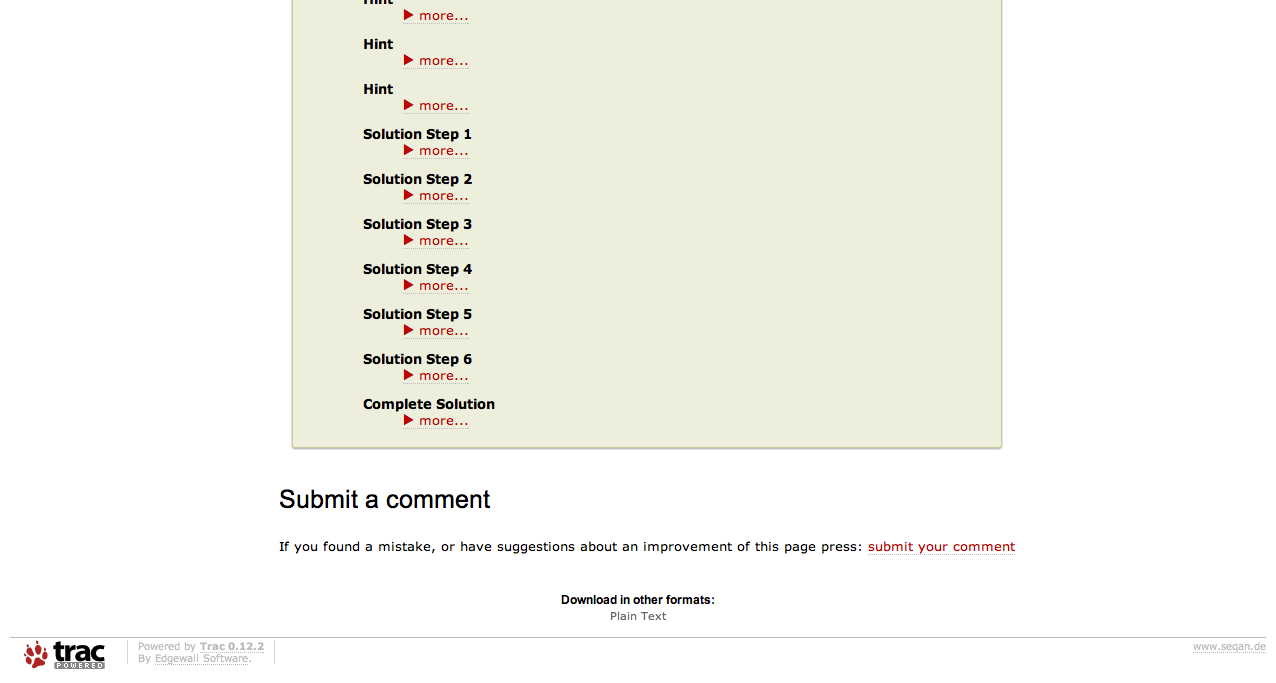 Hint
▶ more...
Hint
▶ more...
Hint
▶ more...
Solution Step 1
▶ more...
Solution Step 2
▶ more...
Solution Step 3
▶ more...
Solution Step 4
▶ more...
Solution Step 5
▶ more...
Solution Step 6
▶ more...
Complete Solution
▶ more...
Submit a comment
If you found a mistake, or have suggestions about an improvement of this page press: submit your comment
Download in other formats:
Plain Text
trac
POWERED
Powered by Trac 0.12.2
By Edgewall Software.
www.seqan.de